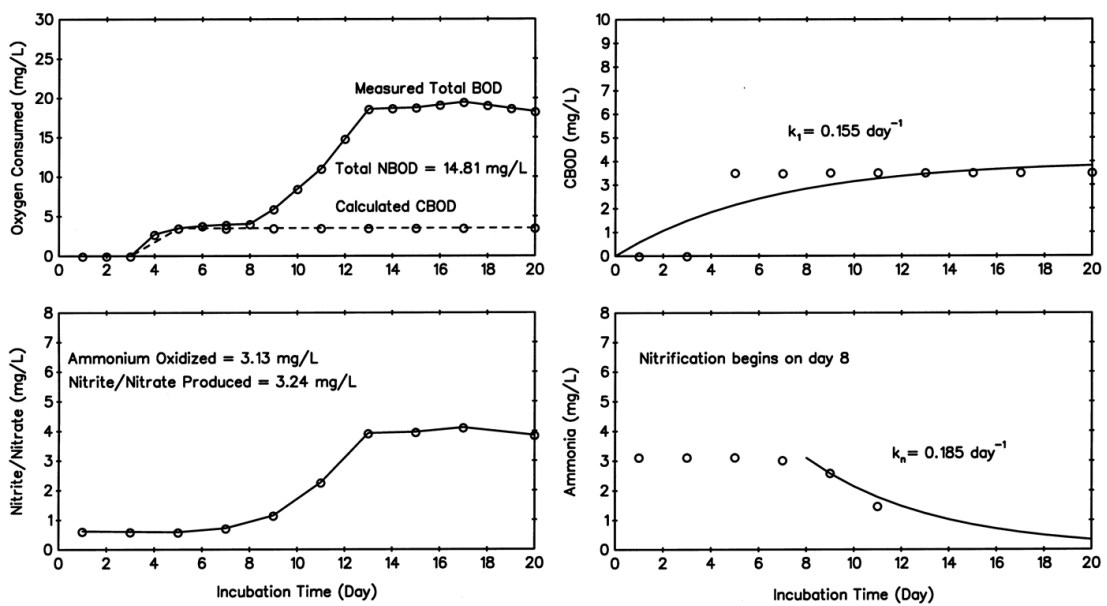 30
25
20
15
10
5
0
Oxygen Consumed (mg/L)
Measured Total BOD
Total NBOD = 14.81 mg/L
Calculated CBOD
0 2 4 6 8 10 12 14 16 18 20
10
9
8
7
6
5
4
3
2
1
0
CBOD (mg/L)
k1= 0.155 day-1
0 2 4 6 8 10 12 14 16 18 20
8
7
6
5
4
3
2
1
0
Nitrite/Nitrate (mg/L)
Ammonium Oxidized = 3.13 mg/L
Nitrite/Nitrate Produced = 3.24 mg/L
0 2 4 6 8 10 12 14 16 18 20
Incubation Time (Day)
8
7
6
5
4
3
2
1
0
Ammonia (mg/L)
Nitrification begins on day 8
kn= 0.185 day-1
0 2 4 6 8 10 12 14 16 18 20
Incubation Time (Day)